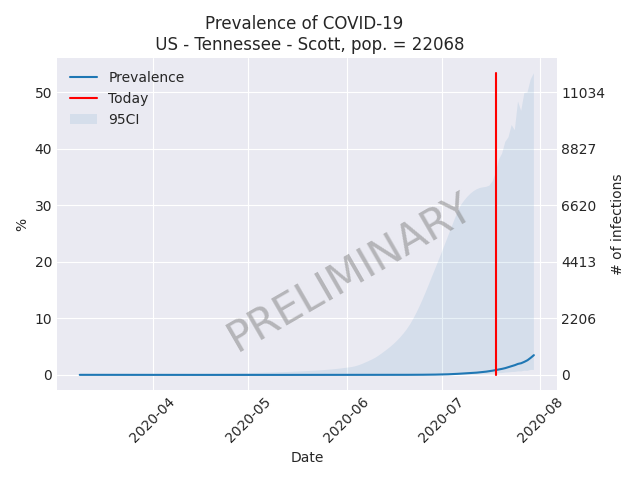 Prevalence of COVID-19
US - Tennessee - Scott, pop. = 22068
Prevalence
Today
95CI
50
40
30
20
10
0
%
11034
8827
6620
4413
2206
0
# of infections
PRELIMINARY
2020-04
2020-05
2020-06
2020-07
2020-08
Date